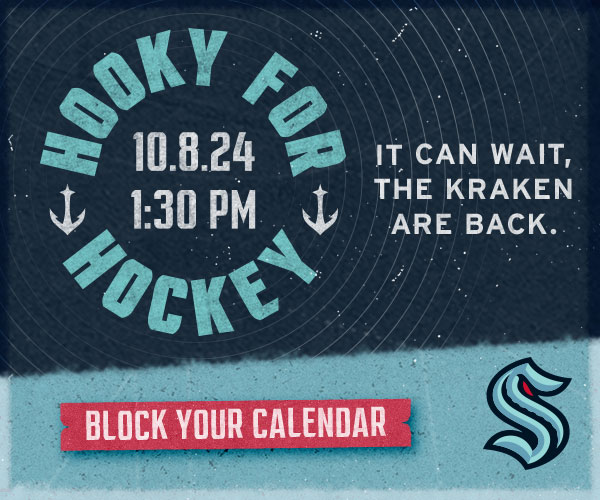 HOOKY FOR
HOCKEY
10.8.24
1:30 PM
IT CAN WAIT,
THE KRAKEN
ARE BACK.
BLOCK YOUR CALENDAR